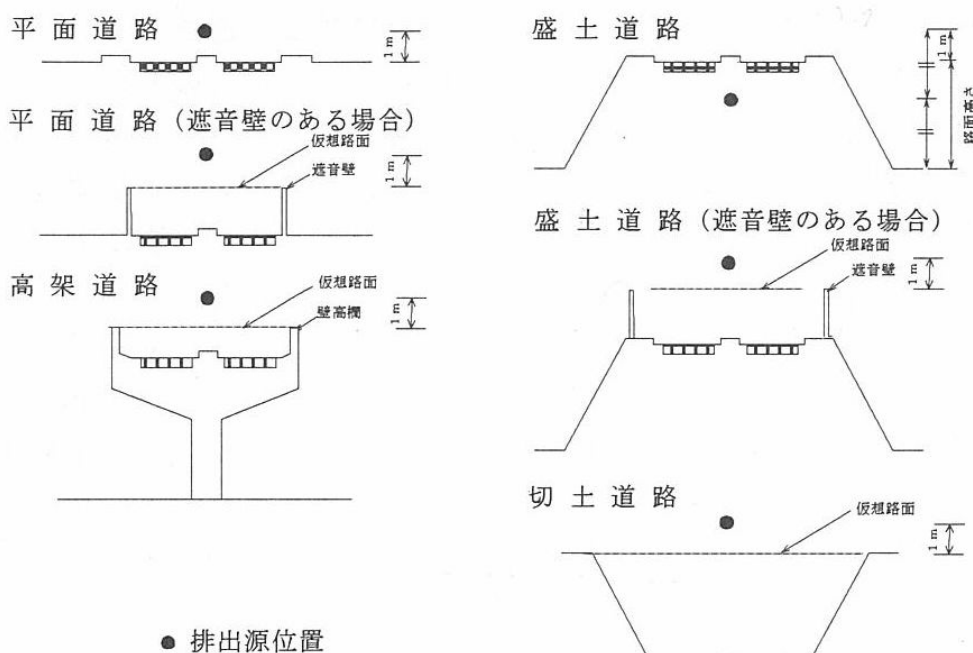 平面道路
1m
平面道路（遮音壁のある場合）
仮想路面
遮音壁
1m
高架道路
仮想路面
壁高欄
1m
盛土道路
1m
路面高さ
盛土道路（遮音壁のある場合）
仮想路面
遮音壁
1m
切土道路
仮想路面
1m
● 排出源位置